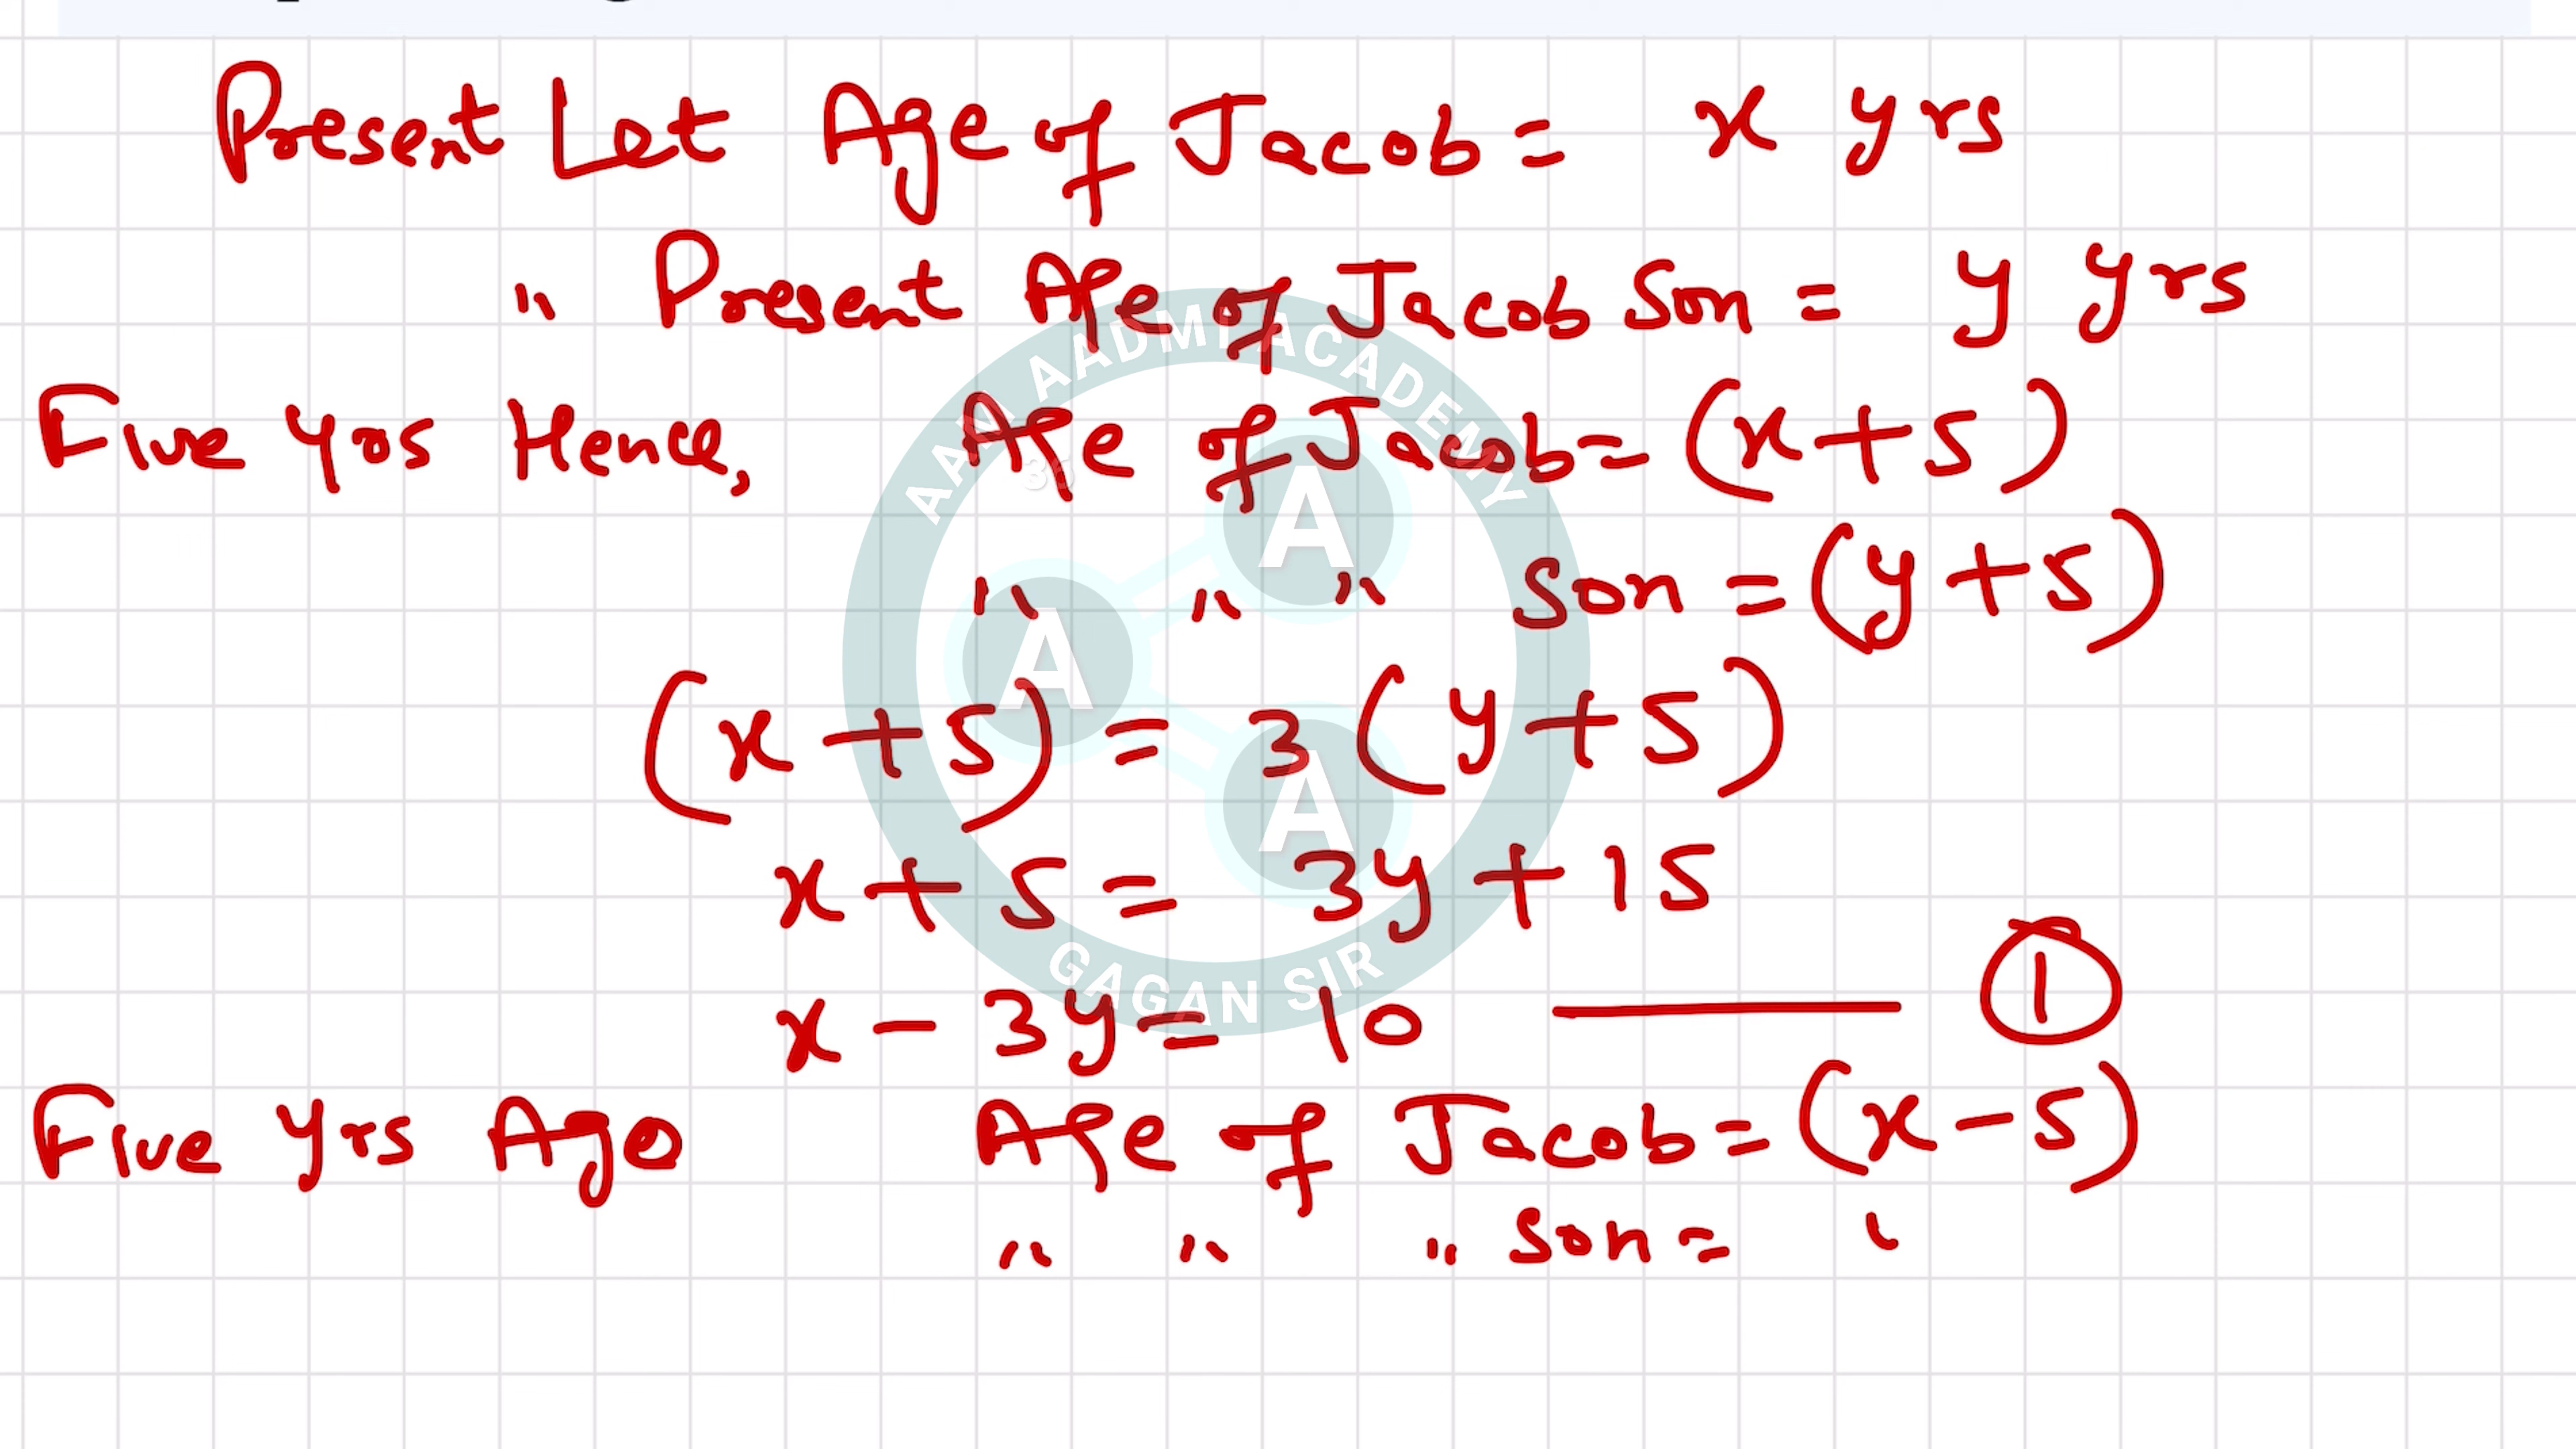 Present Let Age of Jacob = x yrs
" Present Age of Jacob Son = y yrs
Five yrs Hence, Age of Jacob = (x+5)
" " " Son = (y+5)
(x+5) = 3(y+5)
x+5 = 3y+15
x-3y = 10 ——— ①
Five yrs Ago Age of Jacob = (x-5)
" " " Son = (
AAM AADMI ACADEMY
35
A
A
A
GAGAN SIR